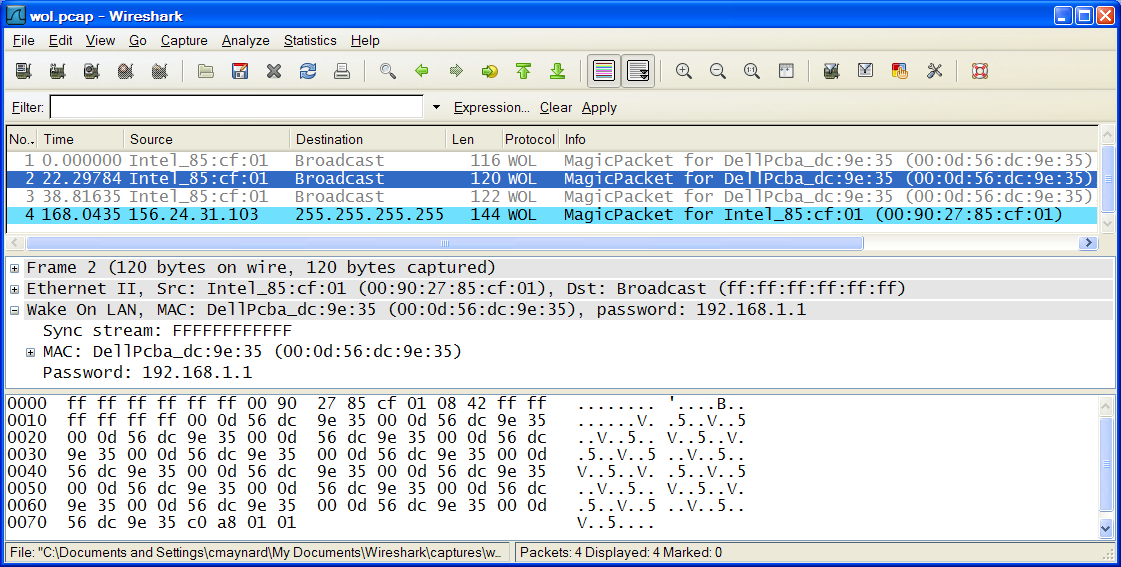 wol.pcap - Wireshark
File Edit View Go Capture Analyze Statistics Help
Filter: Expression... Clear Apply
No.. Time Source Destination Len Protocol Info
1 0.000000 Intel_85:cf:01 Broadcast 116 WOL MagicPacket for DellPcba_dc:9e:35 (00:0d:56:dc:9e:35)
2 22.29784 Intel_85:cf:01 Broadcast 120 WOL MagicPacket for DellPcba_dc:9e:35 (00:0d:56:dc:9e:35)
3 38.81635 Intel_85:cf:01 Broadcast 122 WOL MagicPacket for DellPcba_dc:9e:35 (00:0d:56:dc:9e:35)
4 168.0435 156.24.31.103 255.255.255.255 144 WOL MagicPacket for Intel_85:cf:01 (00:90:27:85:cf:01)
Frame 2 (120 bytes on wire, 120 bytes captured)
Ethernet II, Src: Intel_85:cf:01 (00:90:27:85:cf:01), Dst: Broadcast (ff:ff:ff:ff:ff:ff)
Wake On LAN, MAC: DellPcba_dc:9e:35 (00:0d:56:dc:9e:35), password: 192.168.1.1
Sync stream: FFFFFFFFFFFF
MAC: DellPcba_dc:9e:35 (00:0d:56:dc:9e:35)
Password: 192.168.1.1
0000 ff ff ff ff ff ff 00 90 27 85 cf 01 08 42 ff ff ........ '....B..
0010 ff ff ff ff 00 0d 56 dc 9e 35 00 0d 56 dc 9e 35 ......V. .5..V..5
0020 00 0d 56 dc 9e 35 00 0d 56 dc 9e 35 00 0d 56 dc ..V..5.. V..5..V.
0030 9e 35 00 0d 56 dc 9e 35 00 0d 56 dc 9e 35 00 0d .5..V..5 ..V..5..
0040 56 dc 9e 35 00 0d 56 dc 9e 35 00 0d 56 dc 9e 35 V..5..V. .5..V..5
0050 00 0d 56 dc 9e 35 00 0d 56 dc 9e 35 00 0d 56 dc ..V..5.. V..5..V.
0060 9e 35 00 0d 56 dc 9e 35 00 0d 56 dc 9e 35 00 0d .5..V..5 ..V..5..
0070 56 dc 9e 35 c0 a8 01 01 V..5....
File: "C:\Documents and Settings\cmaynard\My Documents\Wireshark\captures\w... Packets: 4 Displayed: 4 Marked: 0